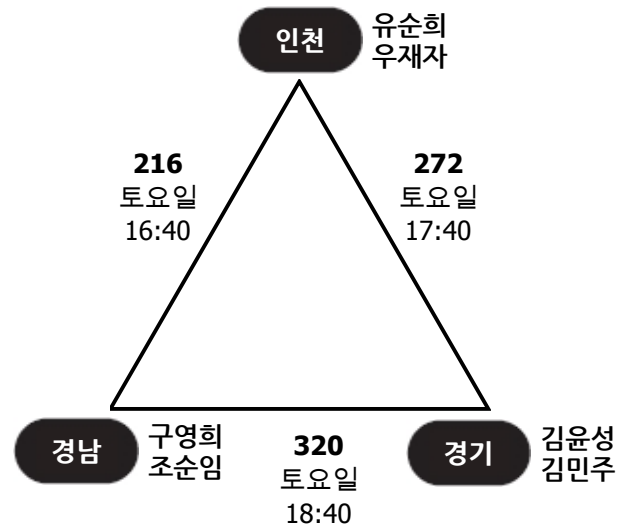 인천
유순희
우재자
216
토요일
16:40
272
토요일
17:40
경남
구영희
조순임
320
토요일
18:40
경기
김윤성
김민주